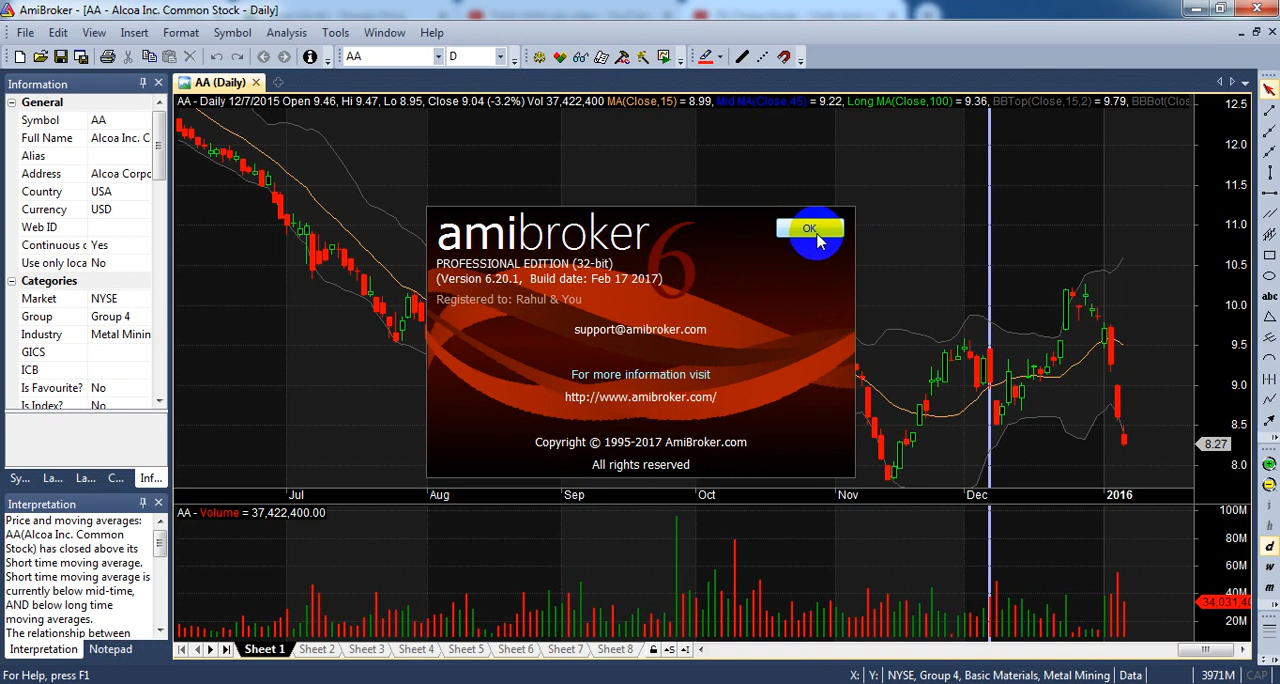 AmiBroker - [AA - Alcoa Inc. Common Stock - Daily]
File Edit View Insert Format Symbol Analysis Tools Window Help
AA D
Information
AA (Daily)
General
Symbol AA
Full Name Alcoa Inc. C
Alias
Address Alcoa Corpo
Country USA
Currency USD
Web ID
Continuous c Yes
Use only loca No
Categories
Market NYSE
Group Group 4
Industry Metal Minin
GICS
ICB
Is Favourite? No
Is Index? No
Sy... La... La... C... Inf...
Interpretation
Price and moving averages:
AA(Alcoa Inc. Common
Stock) has closed above its
Short time moving average.
Short time moving average is
currently below mid-time,
AND below long time
moving averages.
The relationship between
Interpretation Notepad
AA - Daily 12/7/2015 Open 9.46, Hi 9.47, Lo 8.95, Close 9.04 (-3.2%) Vol 37,422,400 MA(Close,15) = 8.99, Mid MA(Close,45) = 9.22, Long MA(Close,100) = 9.36, BBTop(Close,15,2) = 9.79, BBBot(Clos
12.5
12.0
11.5
11.0
10.5
10.0
9.5
9.0
8.5
8.27
8.0
amibroker 6
OK
PROFESSIONAL EDITION (32-bit)
(Version 6.20.1, Build date: Feb 17 2017)
Registered to: Rahul & You
support@amibroker.com
For more information visit
http://www.amibroker.com/
Copyright © 1995-2017 AmiBroker.com
All rights reserved
Jul Aug Sep Oct Nov Dec 2016
AA - Volume = 37,422,400.00
100M
80M
60M
40M
34,031,40
20M
Sheet 1 Sheet 2 Sheet 3 Sheet 4 Sheet 5 Sheet 6 Sheet 7 Sheet 8
abc
i
h
d
w
m
For Help, press F1
X: Y: NYSE, Group 4, Basic Materials, Metal Mining Data 3971M CAP